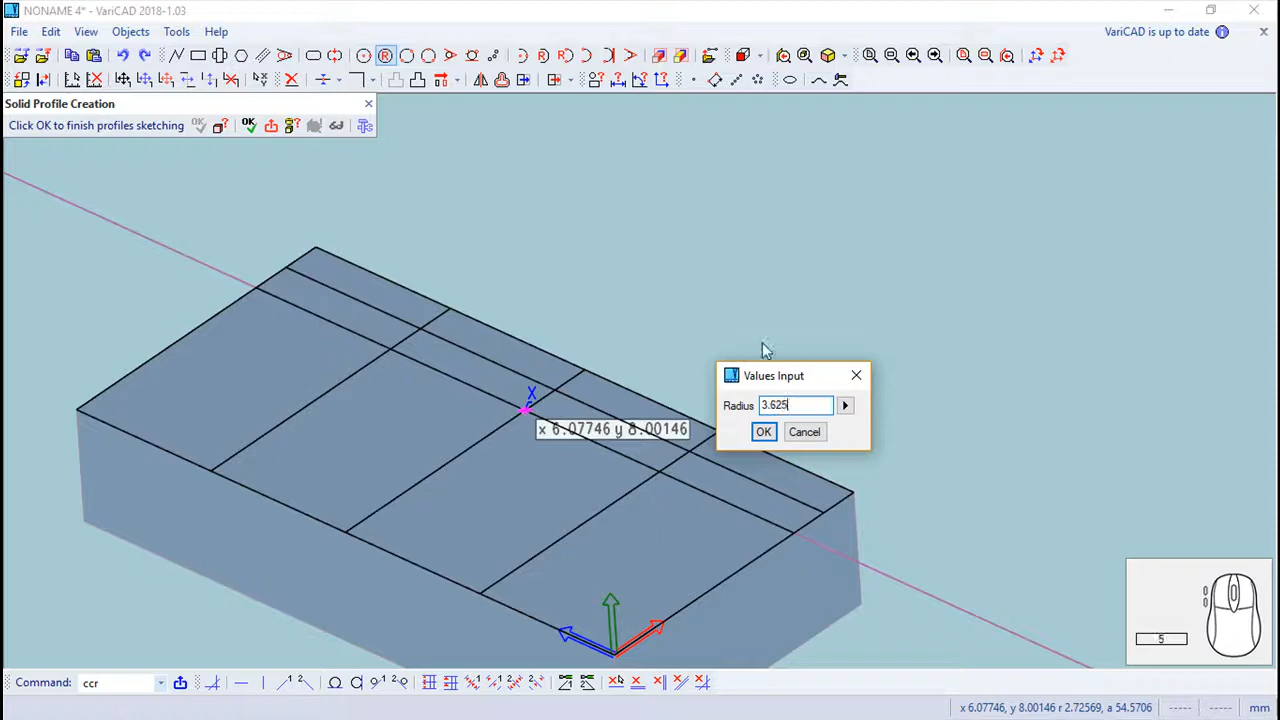 NONAME 4* - VariCAD 2018-1.03
File Edit View Objects Tools Help
VariCAD is up to date
Solid Profile Creation
Click OK to finish profiles sketching OK OK
X
x 6.07746 y 8.00146
Values Input
Radius 3.625
OK Cancel
5
Command: ccr
x 6.07746, y 8.00146 r 2.72569, a 54.5706 ----- ----- mm